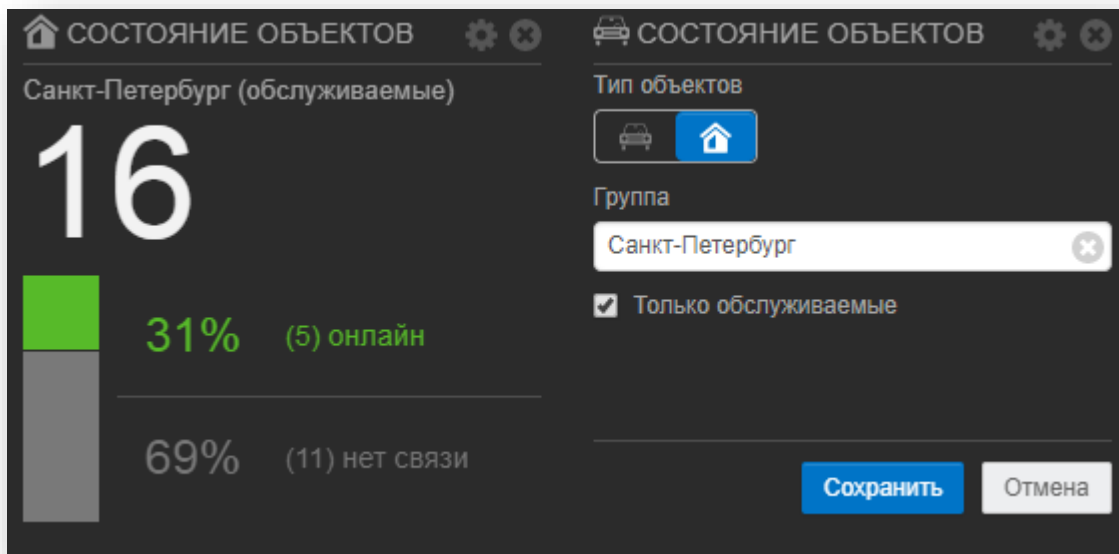 СОСТОЯНИЕ ОБЪЕКТОВ
Санкт-Петербург (обслуживаемые)
16
31% (5) онлайн
69% (11) нет связи
СОСТОЯНИЕ ОБЪЕКТОВ
Тип объектов
Группа
Санкт-Петербург
Только обслуживаемые
Сохранить Отмена